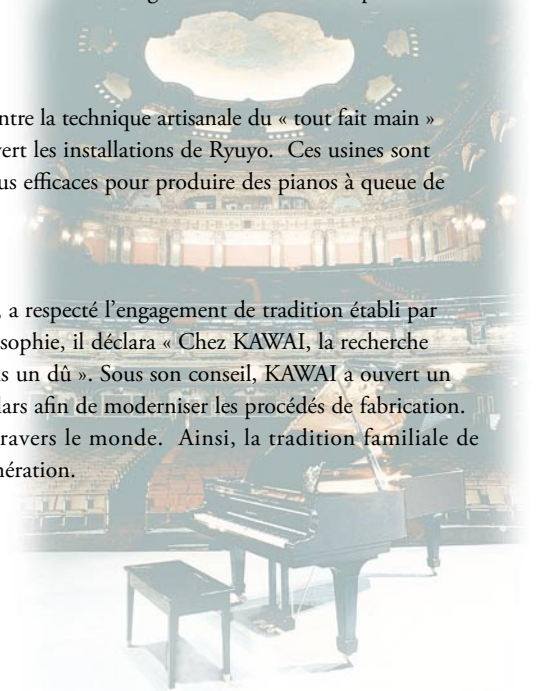 ntre la technique artisanale du « tout fait main »
vert les installations de Ryuyo. Ces usines sont
us efficaces pour produire des pianos à queue de
, a respecté l’engagement de tradition établi par
sophie, il déclara « Chez KAWAI, la recherche
s un dû ». Sous son conseil, KAWAI a ouvert un
lars afin de moderniser les procédés de fabrication.
ravers le monde. Ainsi, la tradition familiale de
nération.